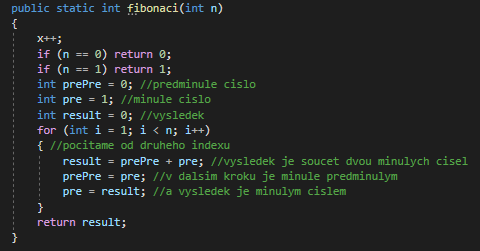 public static int fibonaci(int n)
{
x++;
if (n == 0) return 0;
if (n == 1) return 1;
int prePre = 0; //predminule cislo
int pre = 1; //minule cislo
int result = 0; //vysledek
for (int i = 1; i < n; i++)
{ //pocitame od druheho indexu
result = prePre + pre; //vysledek je soucet dvou minulych cisel
prePre = pre; //v dalsim kroku je minule predminulym
pre = result; //a vysledek je minulym cislem
}
return result;
}